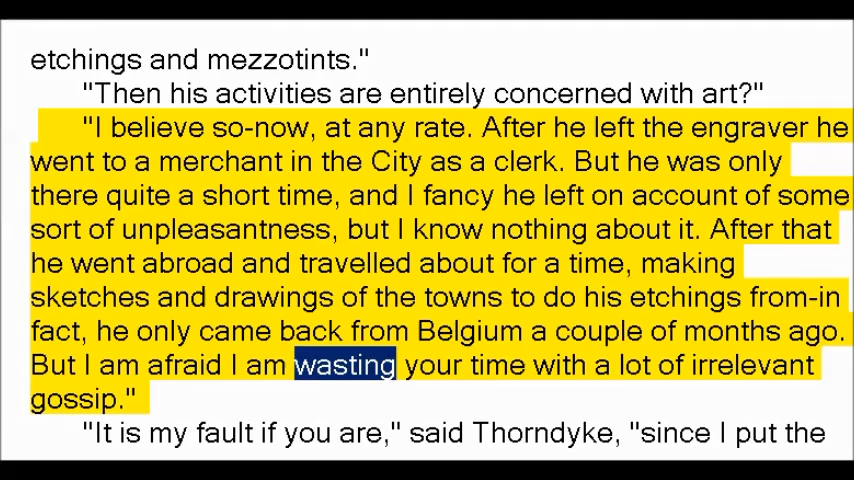 etchings and mezzotints."
"Then his activities are entirely concerned with art?"
"I believe so-now, at any rate. After he left the engraver he
went to a merchant in the City as a clerk. But he was only
there quite a short time, and I fancy he left on account of some
sort of unpleasantness, but I know nothing about it. After that
he went abroad and travelled about for a time, making
sketches and drawings of the towns to do his etchings from-in
fact, he only came back from Belgium a couple of months ago.
But I am afraid I am wasting your time with a lot of irrelevant
gossip."
"It is my fault if you are," said Thorndyke, "since I put the